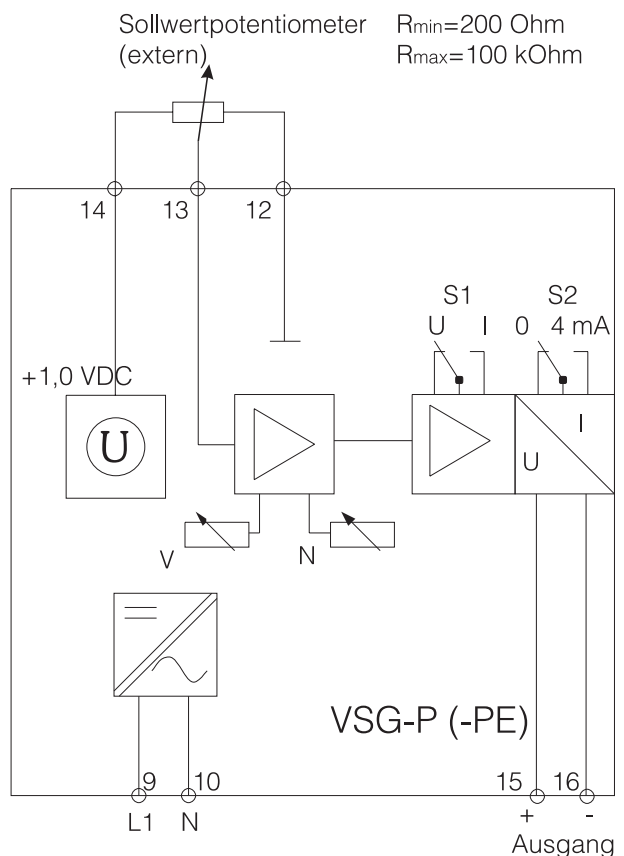 Sollwertpotentiometer
(extern)
Rmin=200 Ohm
Rmax=100 kOhm
14 13 12
S1 S2
U I 0 4 mA
+1,0 VDC
U
U I
V N
VSG-P (-PE)
9 10 15 16
L1 N + -
Ausgang